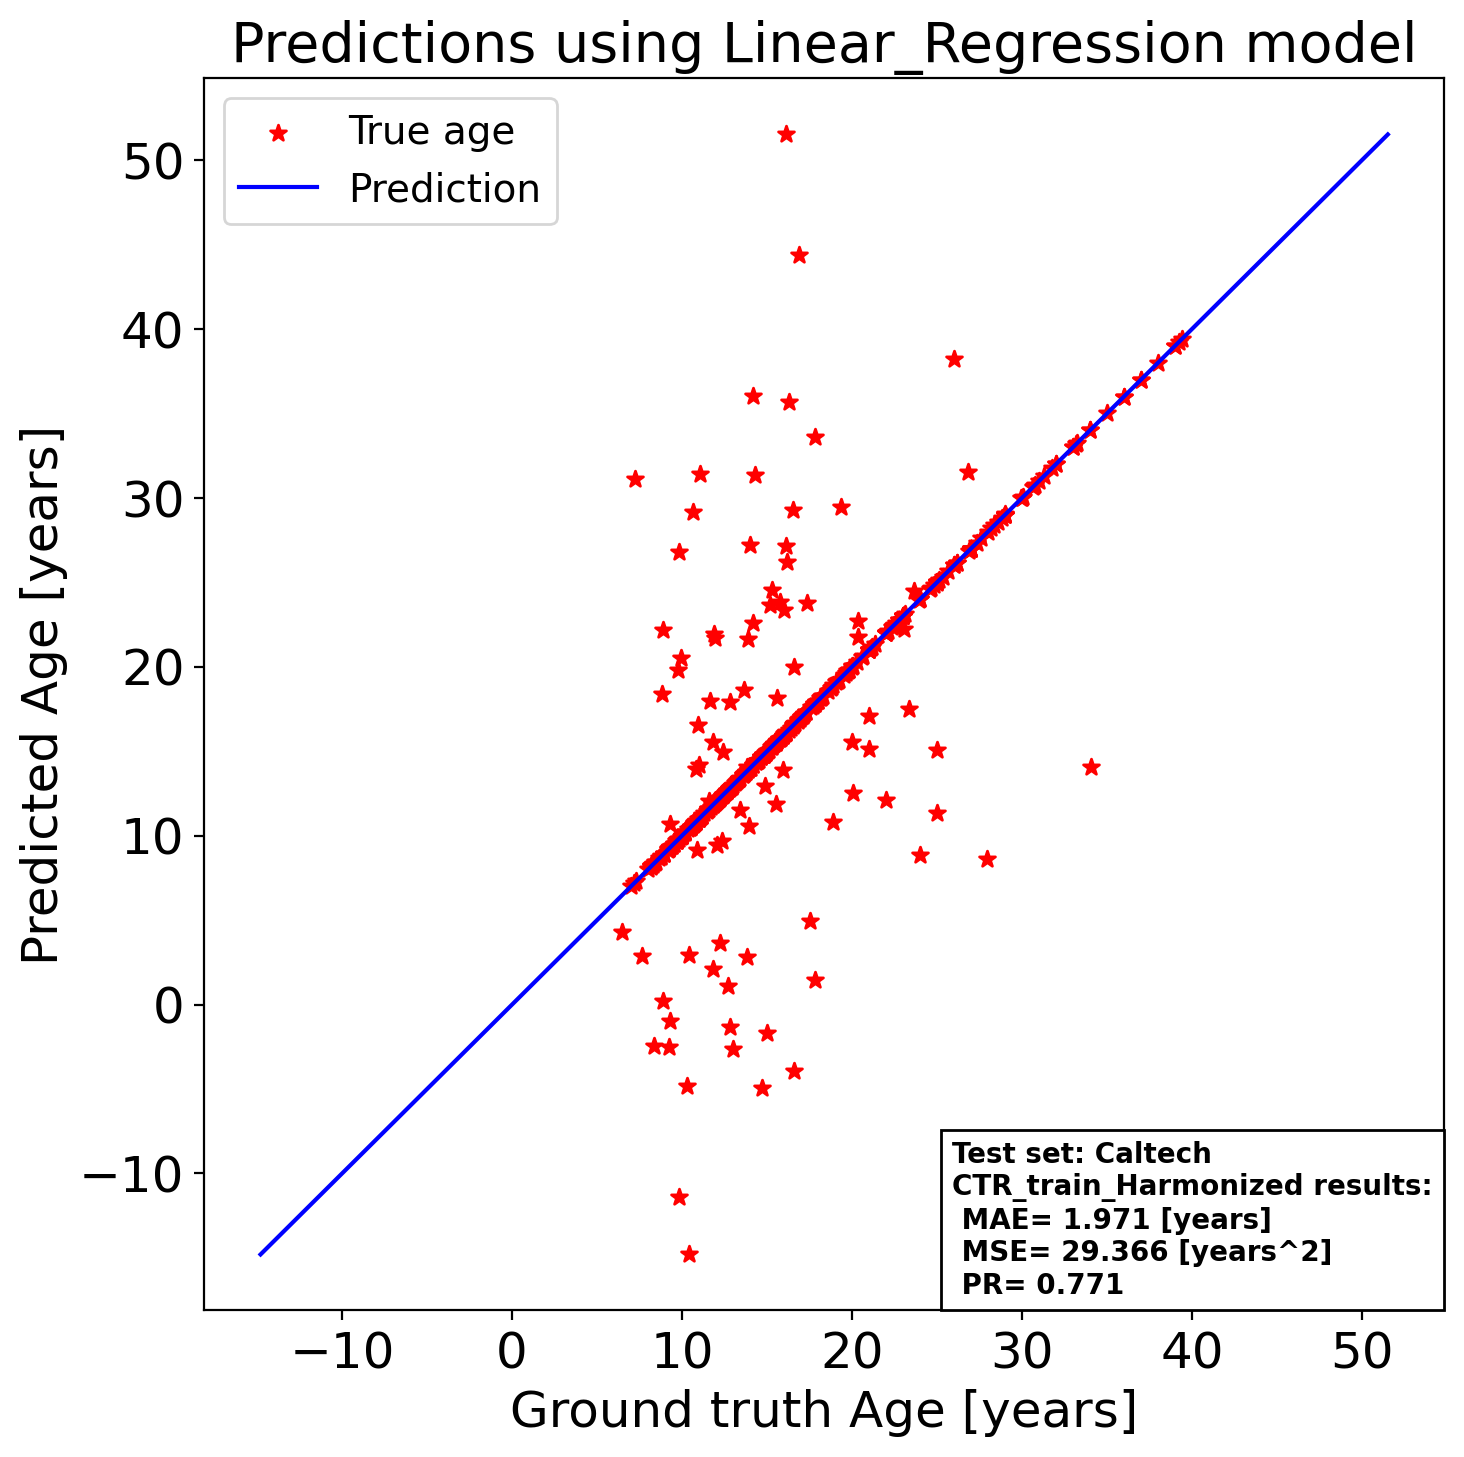 Predictions using Linear_Regression model
True age
Prediction
50
40
30
20
10
0
−10
Predicted Age [years]
Test set: Caltech
CTR_train_Harmonized results:
MAE= 1.971 [years]
MSE= 29.366 [years^2]
PR= 0.771
−10 0 10 20 30 40 50
Ground truth Age [years]